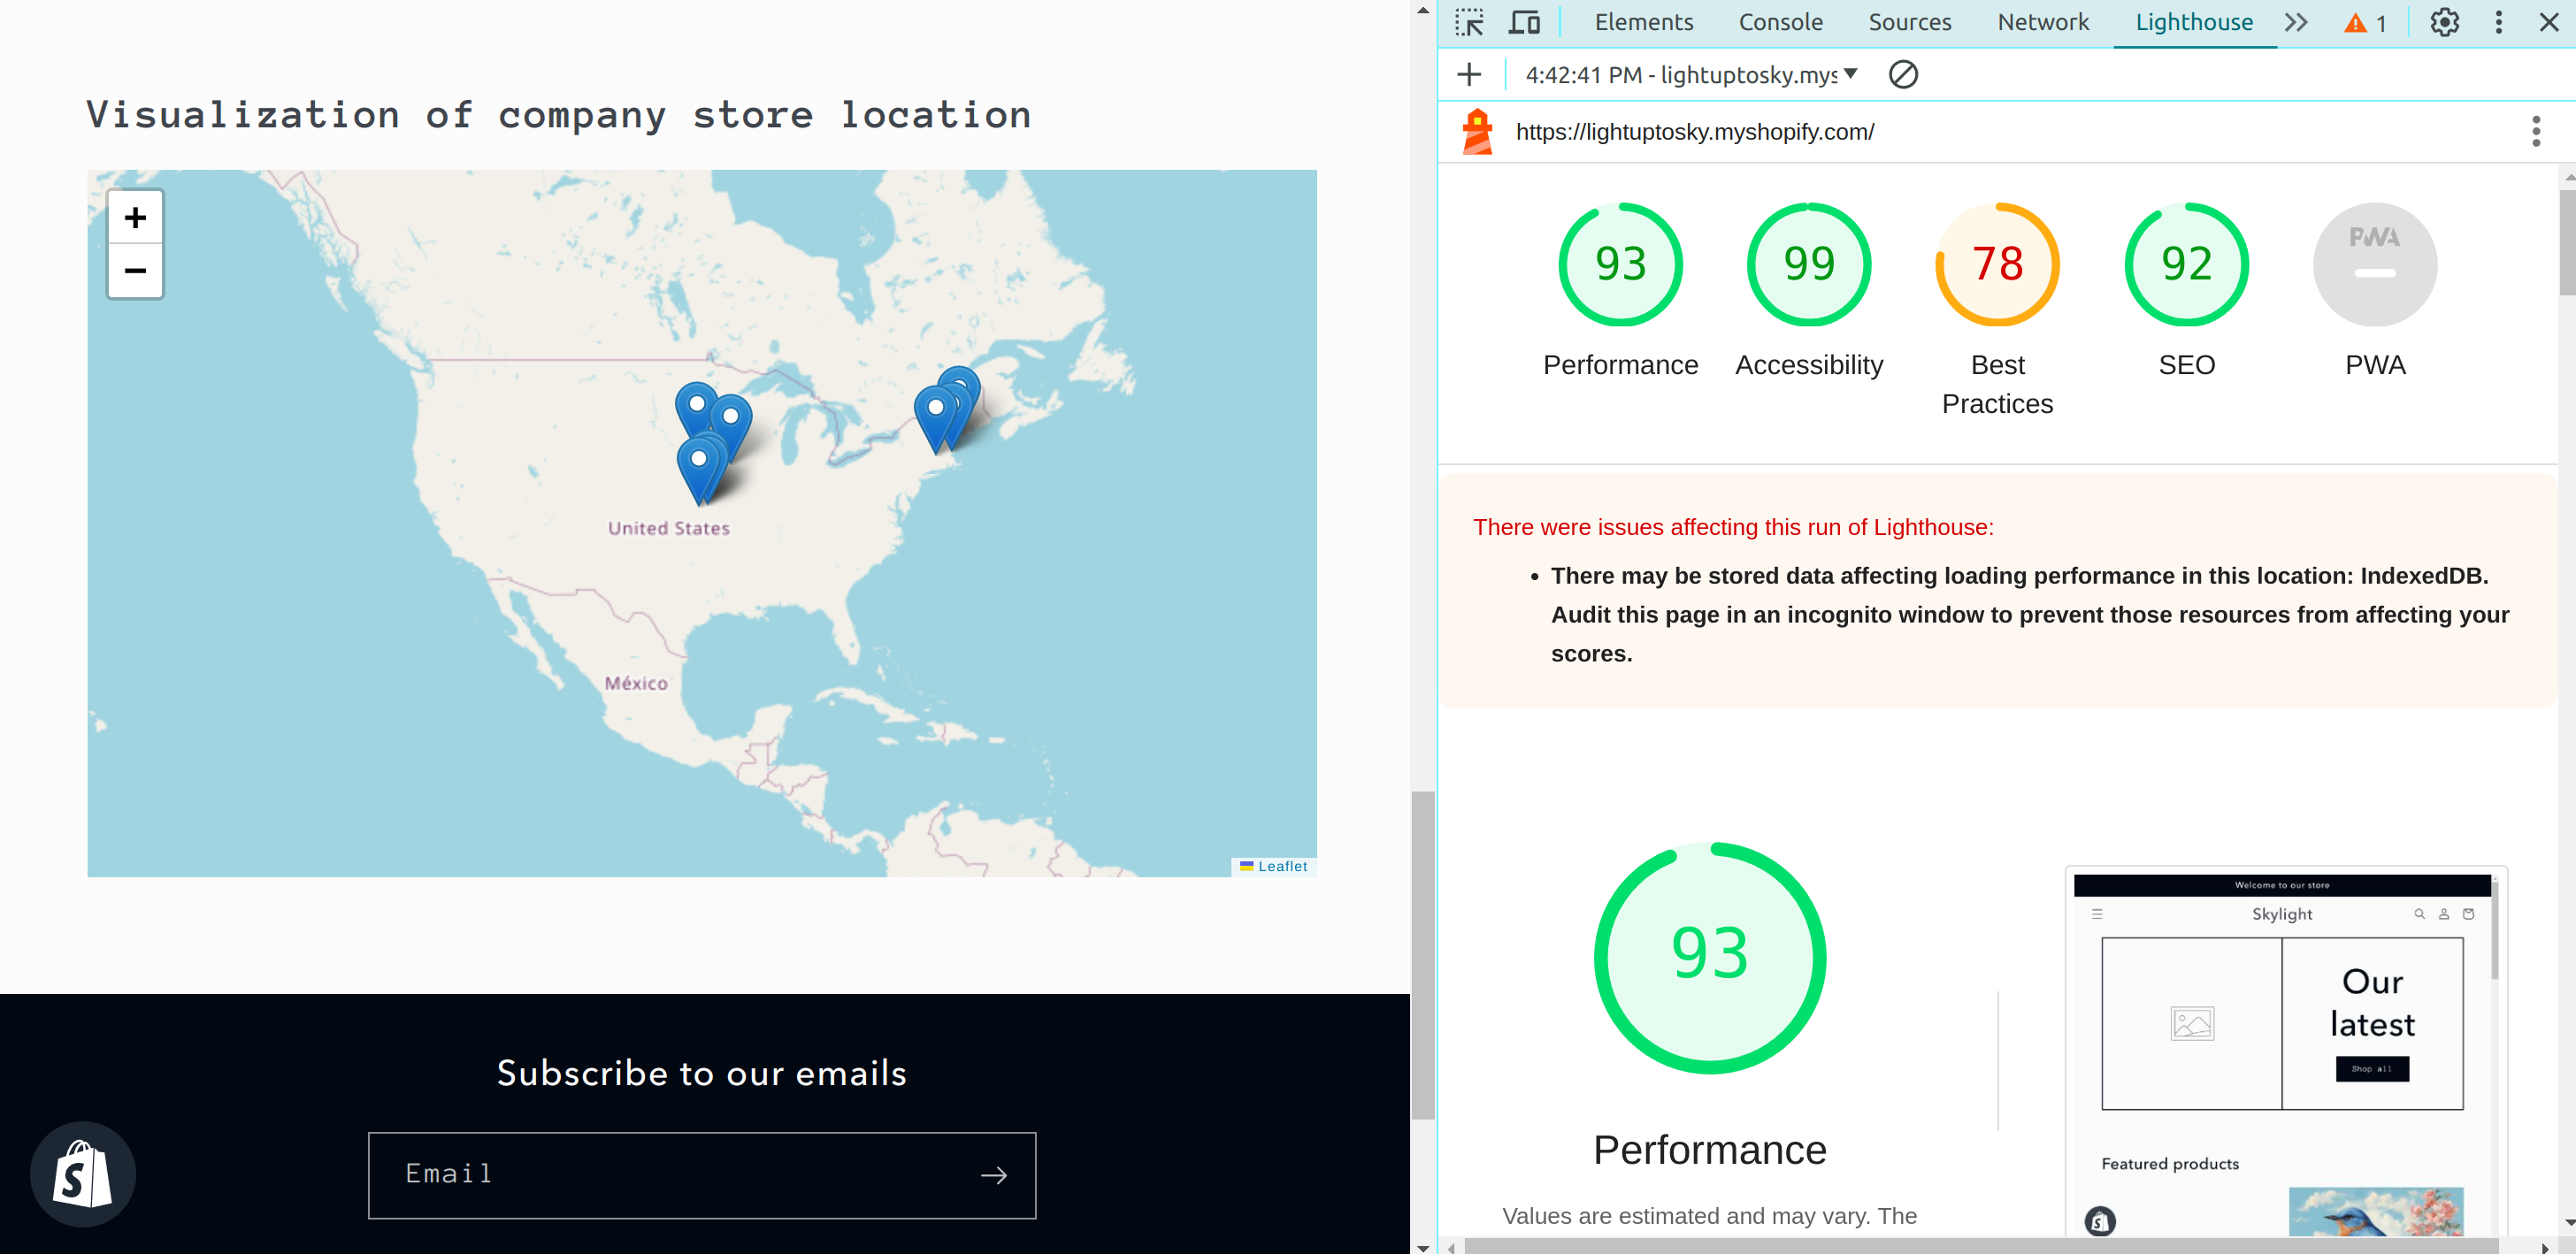 Visualization of company store location
+
−
United States
México
Leaflet
Subscribe to our emails
Email
Elements Console Sources Network Lighthouse 1
4:42:41 PM - lightuptosky.mys
https://lightuptosky.myshopify.com/
93 99 78 92 PWA
Performance Accessibility Best Practices SEO PWA
There were issues affecting this run of Lighthouse:
There may be stored data affecting loading performance in this location: IndexedDB.
Audit this page in an incognito window to prevent those resources from affecting your
scores.
93
Performance
Values are estimated and may vary. The
Welcome to our store
Skylight
Our
latest
Shop all
Featured products